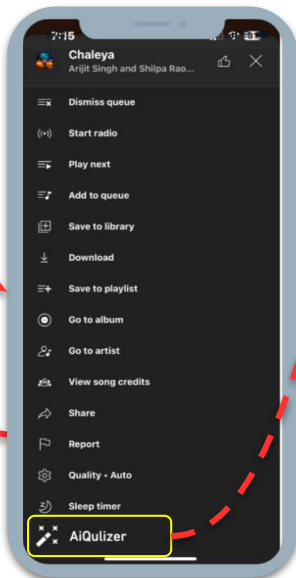 7:15
Chaleya
Arijit Singh and Shilpa Rao...
Dismiss queue
Start radio
Play next
Add to queue
Save to library
Download
Save to playlist
Go to album
Go to artist
View song credits
Share
Report
Quality • Auto
Sleep timer
AiQulizer